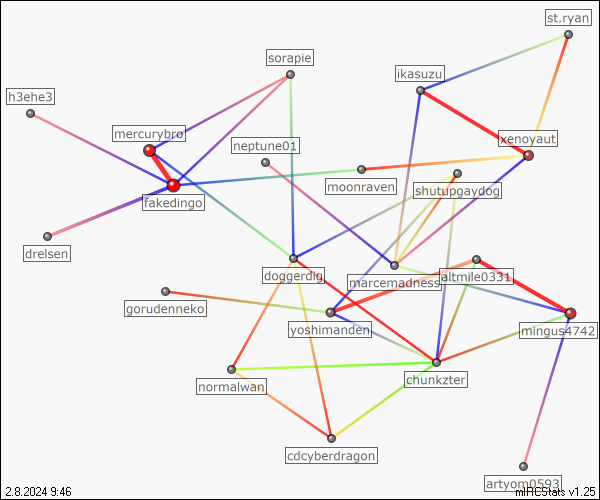 st.ryan
sorapie
ikasuzu
h3ehe3
mercurybro
neptune01
xenoyaut
moonraven
shutupgaydog
fakedingo
drelsen
doggerdig
marcemadness
altmile0331
gorudenneko
yoshimanden
mingus4742
normalwan
chunkzter
cdcyberdragon
artyom0593
2.8.2024 9:46
mIRCStats v1.25